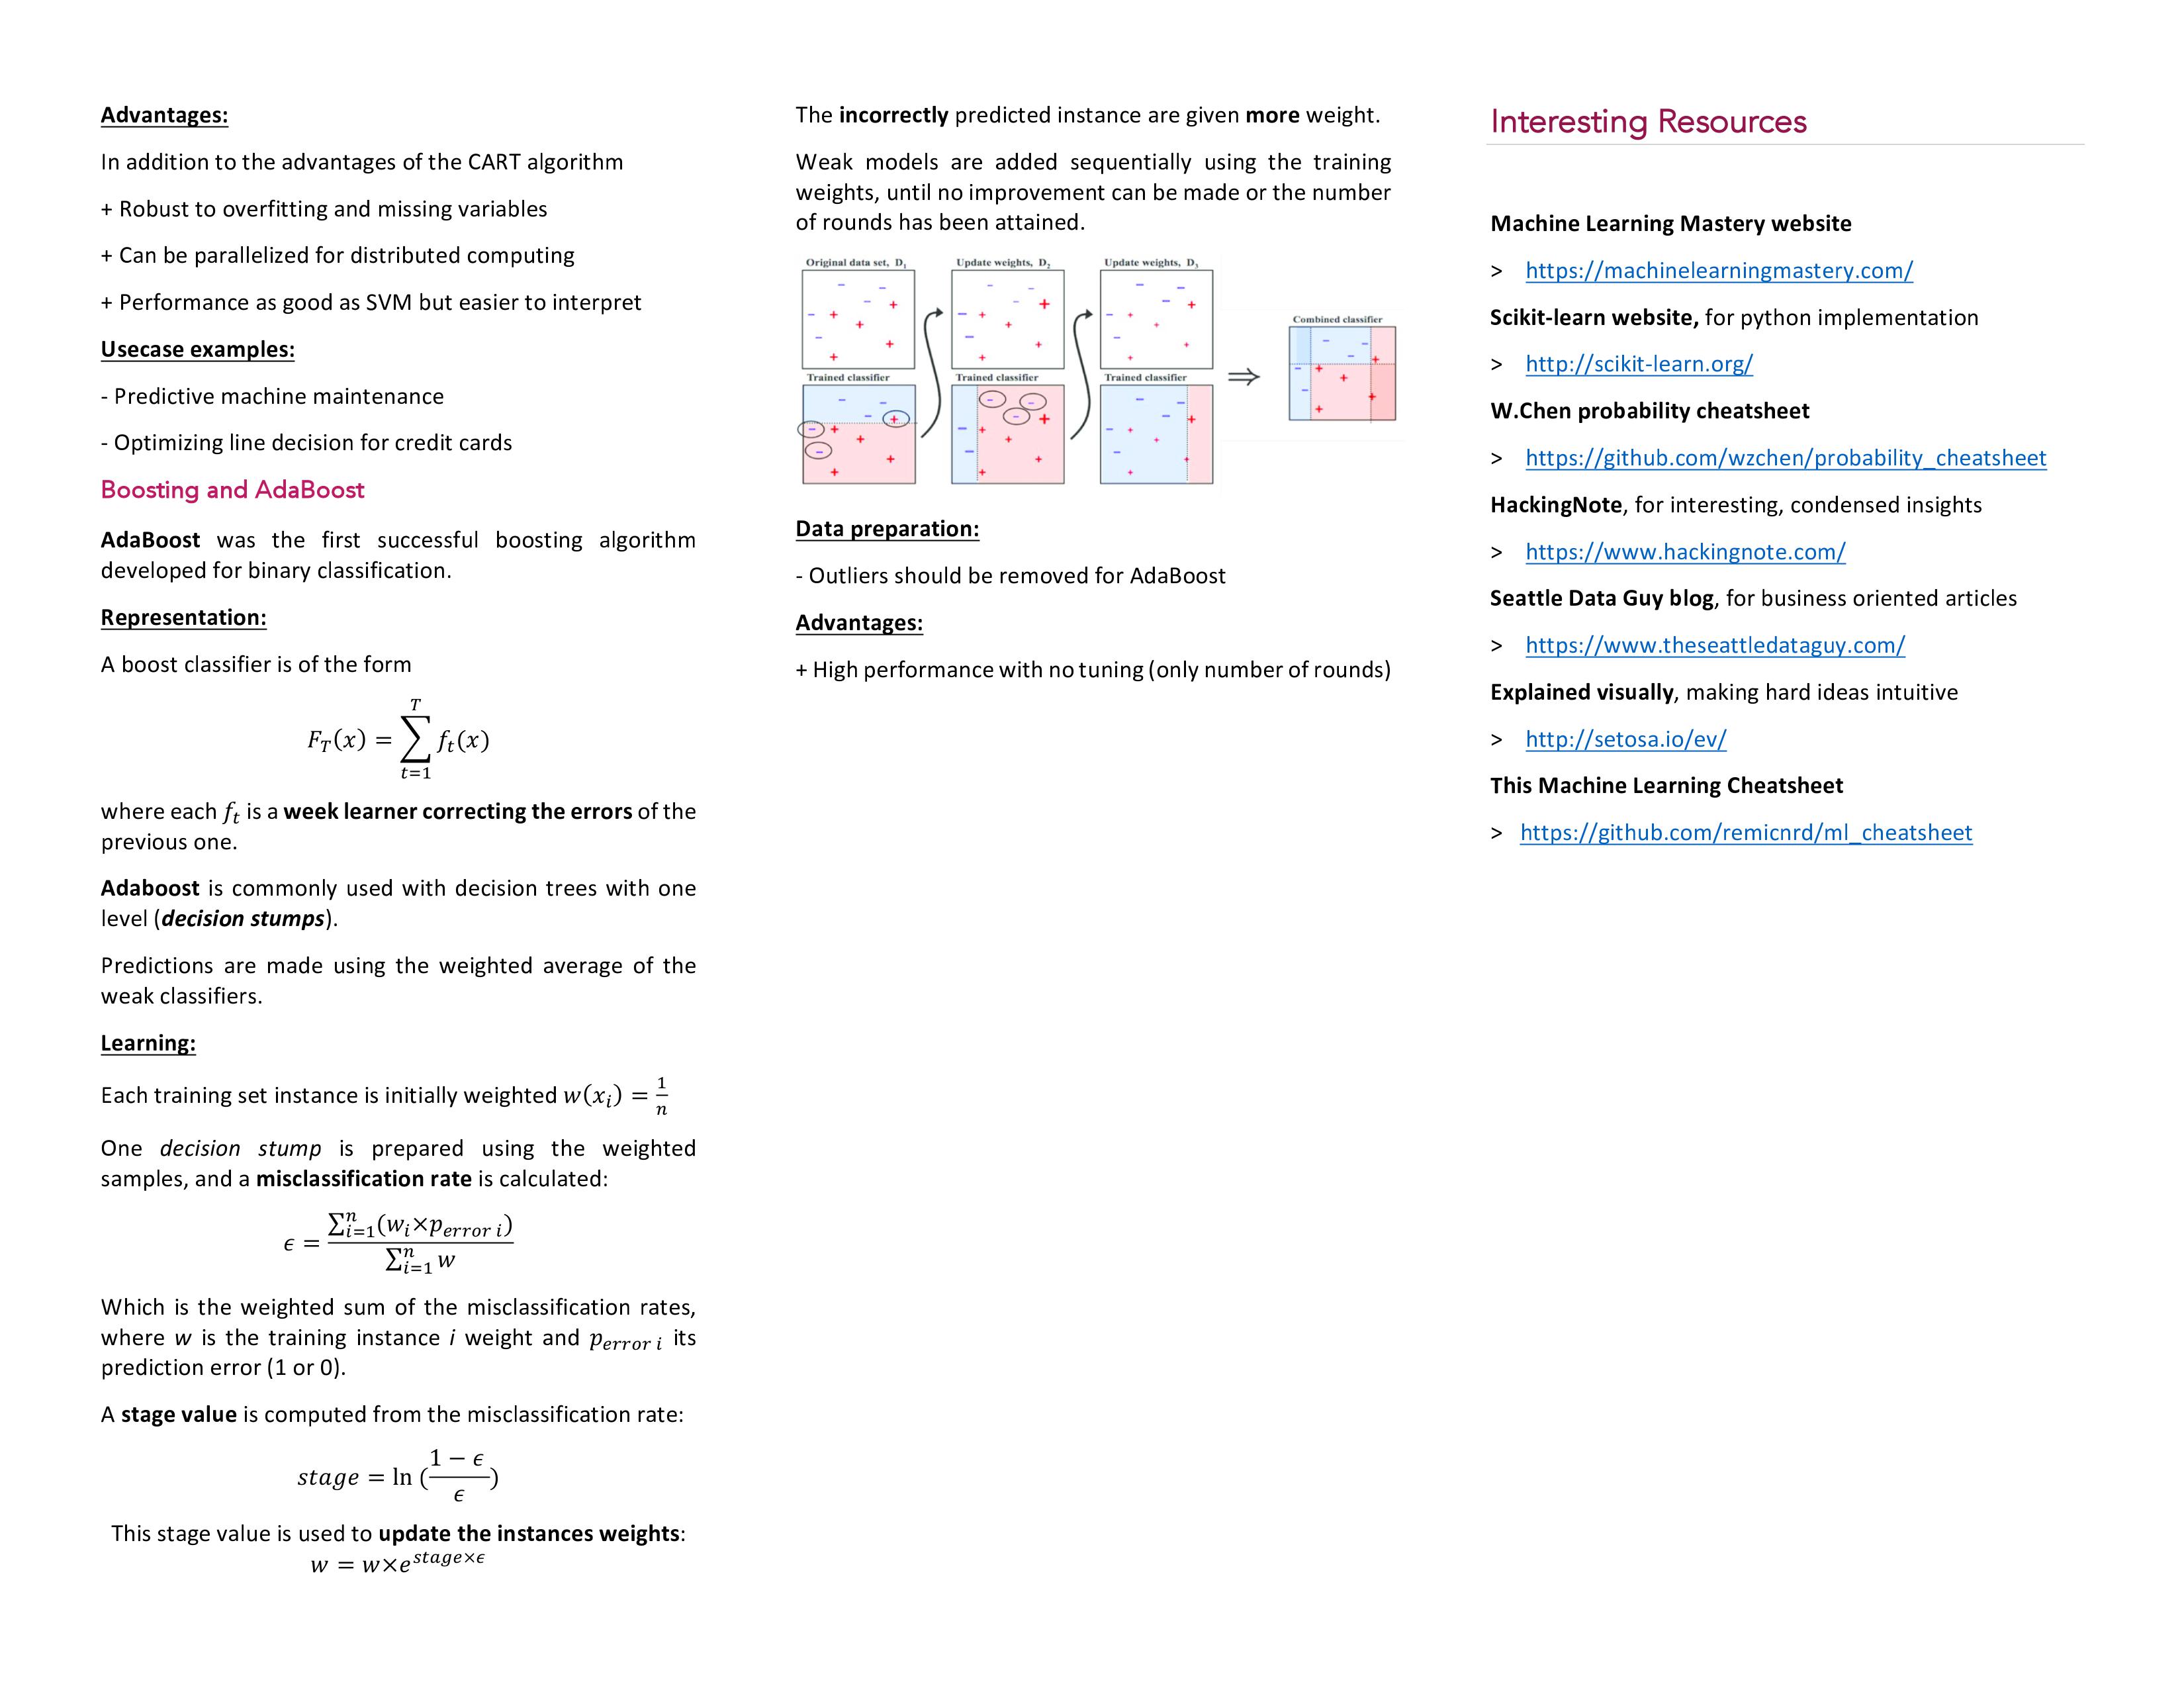 Advantages:
In addition to the advantages of the CART algorithm
+ Robust to overfitting and missing variables
+ Can be parallelized for distributed computing
+ Performance as good as SVM but easier to interpret
Usecase examples:
- Predictive machine maintenance
- Optimizing line decision for credit cards
Boosting and AdaBoost
AdaBoost was the first successful boosting algorithm
developed for binary classification.
Representation:
A boost classifier is of the form
F_T(x) = ∑_{t=1}^{T} f_t(x)
where each f_t is a week learner correcting the errors of the
previous one.
Adaboost is commonly used with decision trees with one
level (decision stumps).
Predictions are made using the weighted average of the
weak classifiers.
Learning:
Each training set instance is initially weighted w(x_i) = 1/n
One decision stump is prepared using the weighted
samples, and a misclassification rate is calculated:
ϵ = ∑_{i=1}^{n}(w_i×p_{error i}) / ∑_{i=1}^{n} w
Which is the weighted sum of the misclassification rates,
where w is the training instance i weight and p_{error i} its
prediction error (1 or 0).
A stage value is computed from the misclassification rate:
stage = ln ((1 − ϵ)/ϵ)
This stage value is used to update the instances weights:
w = w×e^{stage×ϵ}
The incorrectly predicted instance are given more weight.
Weak models are added sequentially using the training
weights, until no improvement can be made or the number
of rounds has been attained.
Original data set, D_1 Update weights, D_2 Update weights, D_3
Combined classifier
Trained classifier Trained classifier Trained classifier
Data preparation:
- Outliers should be removed for AdaBoost
Advantages:
+ High performance with no tuning (only number of rounds)
Interesting Resources
Machine Learning Mastery website
> https://machinelearningmastery.com/
Scikit-learn website, for python implementation
> http://scikit-learn.org/
W.Chen probability cheatsheet
> https://github.com/wzchen/probability_cheatsheet
HackingNote, for interesting, condensed insights
> https://www.hackingnote.com/
Seattle Data Guy blog, for business oriented articles
> https://www.theseattledataguy.com/
Explained visually, making hard ideas intuitive
> http://setosa.io/ev/
This Machine Learning Cheatsheet
> https://github.com/remicnrd/ml_cheatsheet